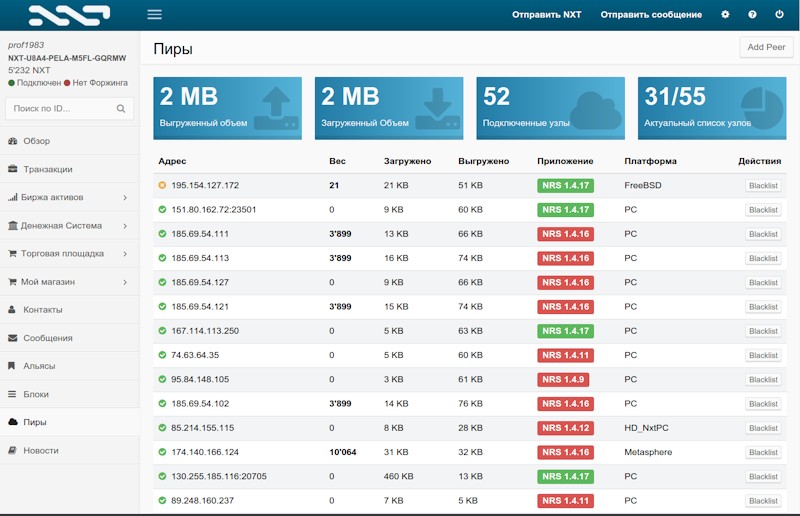 NXT
Отправить NXT Отправить сообщение
prof1983
NXT-U8A4-PELA-M5FL-GQRMW
5'232 NXT
Подключен Нет Форжинга
Поиск по ID...
Обзор
Транзакции
Биржа активов
Денежная Система
Торговая площадка
Мой магазин
Контакты
Сообщения
Альясы
Блоки
Пиры
Новости
Пиры
Add Peer
2 MB
Выгруженный объем
2 MB
Загруженный Объем
52
Подключенные узлы
31/55
Актуальный список узлов
Адрес Вес Загружено Выгружено Приложение Платформа Действия
195.154.127.172 21 21 KB 51 KB NRS 1.4.17 FreeBSD Blacklist
151.80.162.72:23501 0 9 KB 60 KB NRS 1.4.17 PC Blacklist
185.69.54.111 3'899 13 KB 66 KB NRS 1.4.16 PC Blacklist
185.69.54.113 3'899 16 KB 74 KB NRS 1.4.16 PC Blacklist
185.69.54.127 0 9 KB 66 KB NRS 1.4.16 PC Blacklist
185.69.54.121 3'899 15 KB 74 KB NRS 1.4.16 PC Blacklist
167.114.113.250 0 5 KB 63 KB NRS 1.4.17 PC Blacklist
74.63.64.35 0 5 KB 60 KB NRS 1.4.11 PC Blacklist
95.84.148.105 0 3 KB 61 KB NRS 1.4.9 PC Blacklist
185.69.54.102 3'899 14 KB 76 KB NRS 1.4.16 PC Blacklist
85.214.155.115 0 8 KB 28 KB NRS 1.4.12 HD_NxtPC Blacklist
174.140.166.124 10'064 31 KB 32 KB NRS 1.4.16 Metasphere Blacklist
130.255.185.116:20705 0 460 KB 13 KB NRS 1.4.17 PC Blacklist
89.248.160.237 0 7 KB 5 KB NRS 1.4.11 PC Blacklist